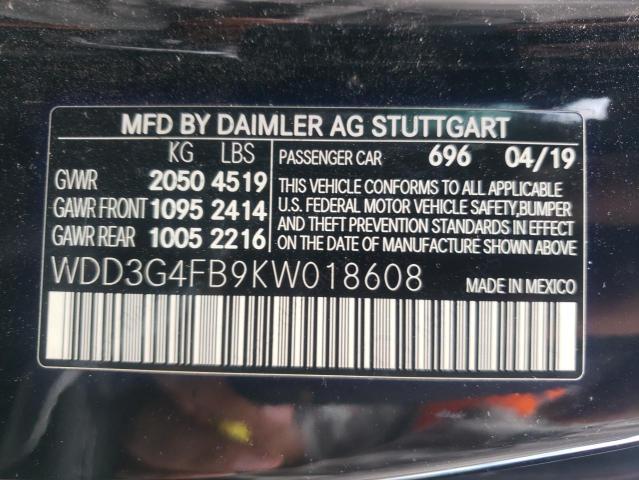 MFD BY DAIMLER AG STUTTGART
KG LBS
GVWR 2050 4519
GAWR FRONT 1095 2414
GAWR REAR 1005 2216
PASSENGER CAR 696 04/19
THIS VEHICLE CONFORMS TO ALL APPLICABLE
U.S. FEDERAL MOTOR VEHICLE SAFETY,BUMPER
AND THEFT PREVENTION STANDARDS IN EFFECT
ON THE DATE OF MANUFACTURE SHOWN ABOVE
WDD3G4FB9KW018608 MADE IN MEXICO